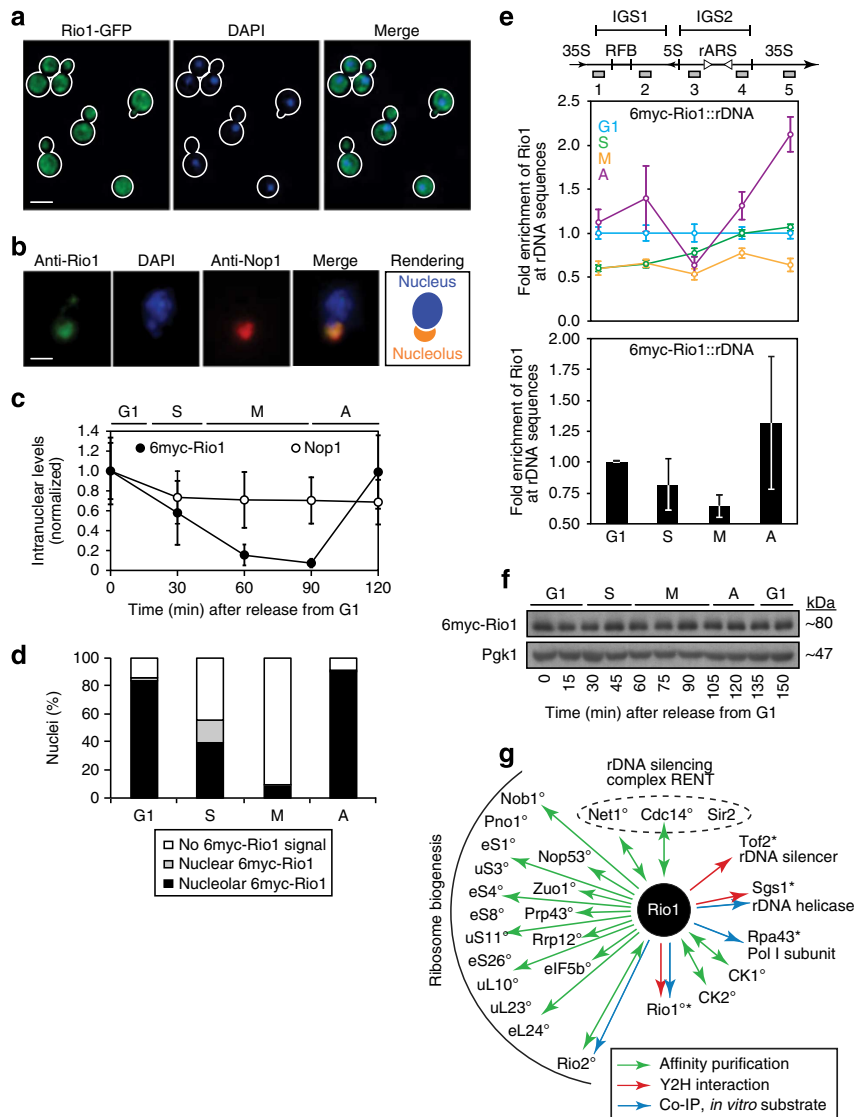 a
Rio1-GFP DAPI Merge
b
Anti-Rio1 DAPI Anti-Nop1 Merge Rendering
Nucleus
Nucleolus
c
G1 S M A
6myc-Rio1 Nop1
1.4
1.2
1.0
0.8
0.6
0.4
0.2
0
Intranuclear levels
(normalized)
0 30 60 90 120
Time (min) after release from G1
d
100
80
60
40
20
0
Nuclei (%)
G1 S M A
No 6myc-Rio1 signal
Nuclear 6myc-Rio1
Nucleolar 6myc-Rio1
e
IGS1 IGS2
35S RFB 5S rARS 35S
1 2 3 4 5
6myc-Rio1::rDNA
G1
S
M
A
2.5
2.0
1.5
1.0
0.5
0.0
Fold enrichment of Rio1
at rDNA sequences
6myc-Rio1::rDNA
2.00
1.25
1.00
0.75
0.50
Fold enrichment of Rio1
at rDNA sequences
G1 S M A
f
G1 S M A G1
kDa
6myc-Rio1 ~80
Pgk1 ~47
0 15 30 45 60 75 90 105 120 135 150
Time (min) after release from G1
g
rDNA silencing
complex RENT
Net1° Cdc14° Sir2
Ribosome biogenesis
Nob1°
Pno1°
eS1°
uS3°
eS4°
eS8°
uS11°
eS26°
uL10°
uL23°
eL24°
Rio2°
Nop53°
Zuo1°
Prp43°
Rrp12°
eIF5b°
Rio1
Tof2*
rDNA silencer
Sgs1*
rDNA helicase
Rpa43*
Pol I subunit
CK1°
CK2°
Rio1°*
Affinity purification
Y2H interaction
Co-IP, in vitro substrate